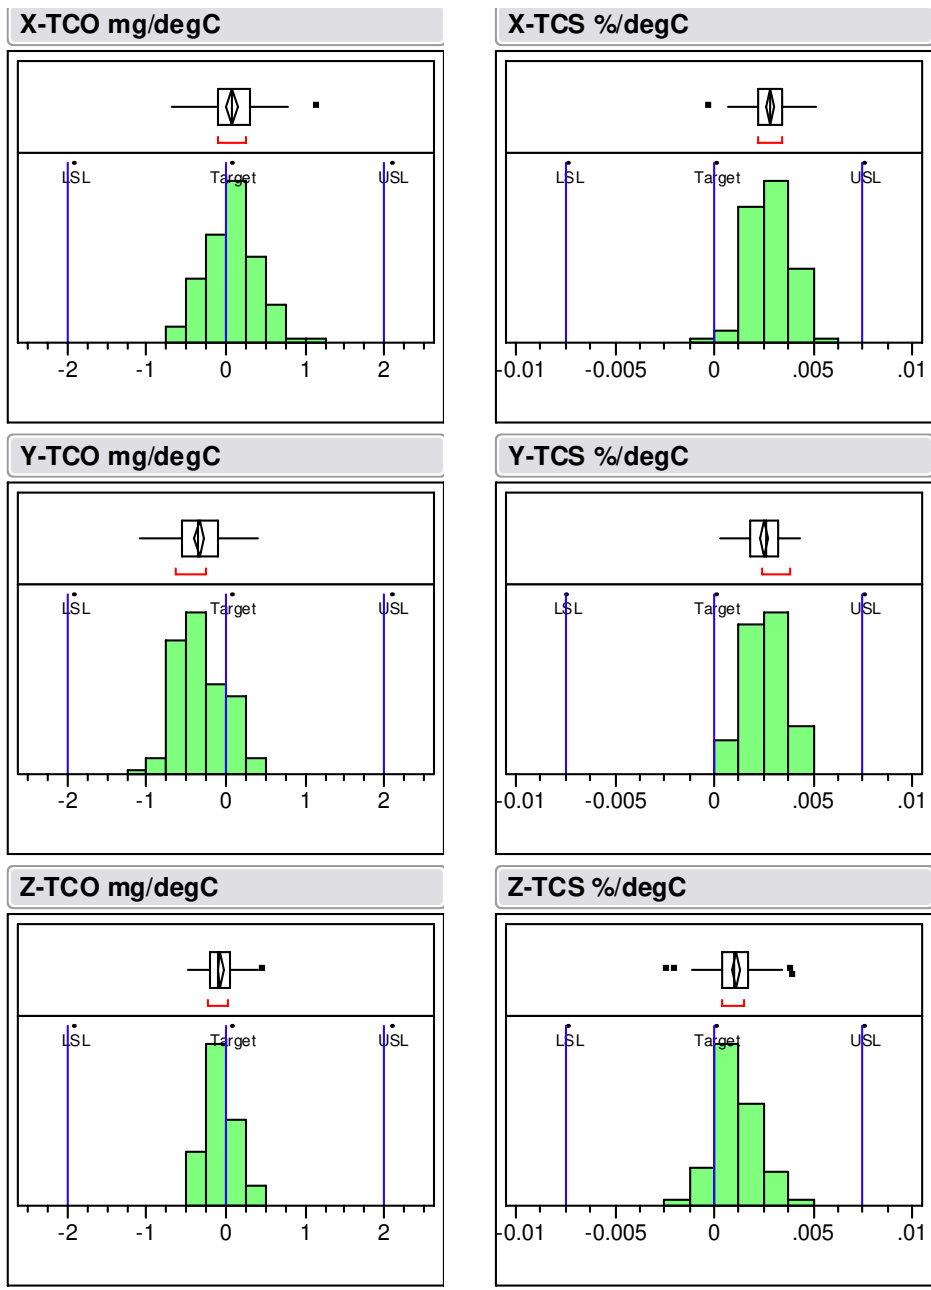 X-TCO mg/degC
LSL Target USL
-2 -1 0 1 2
X-TCS %/degC
LSL Target USL
-0.01 -0.005 0 .005 .01
Y-TCO mg/degC
LSL Target USL
-2 -1 0 1 2
Y-TCS %/degC
LSL Target USL
-0.01 -0.005 0 .005 .01
Z-TCO mg/degC
LSL Target USL
-2 -1 0 1 2
Z-TCS %/degC
LSL Target USL
-0.01 -0.005 0 .005 .01